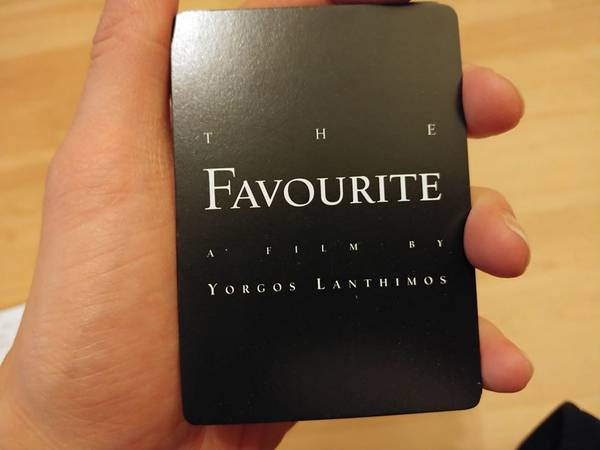 THE
FAVOURITE
A FILM BY
YORGOS LANTHIMOS